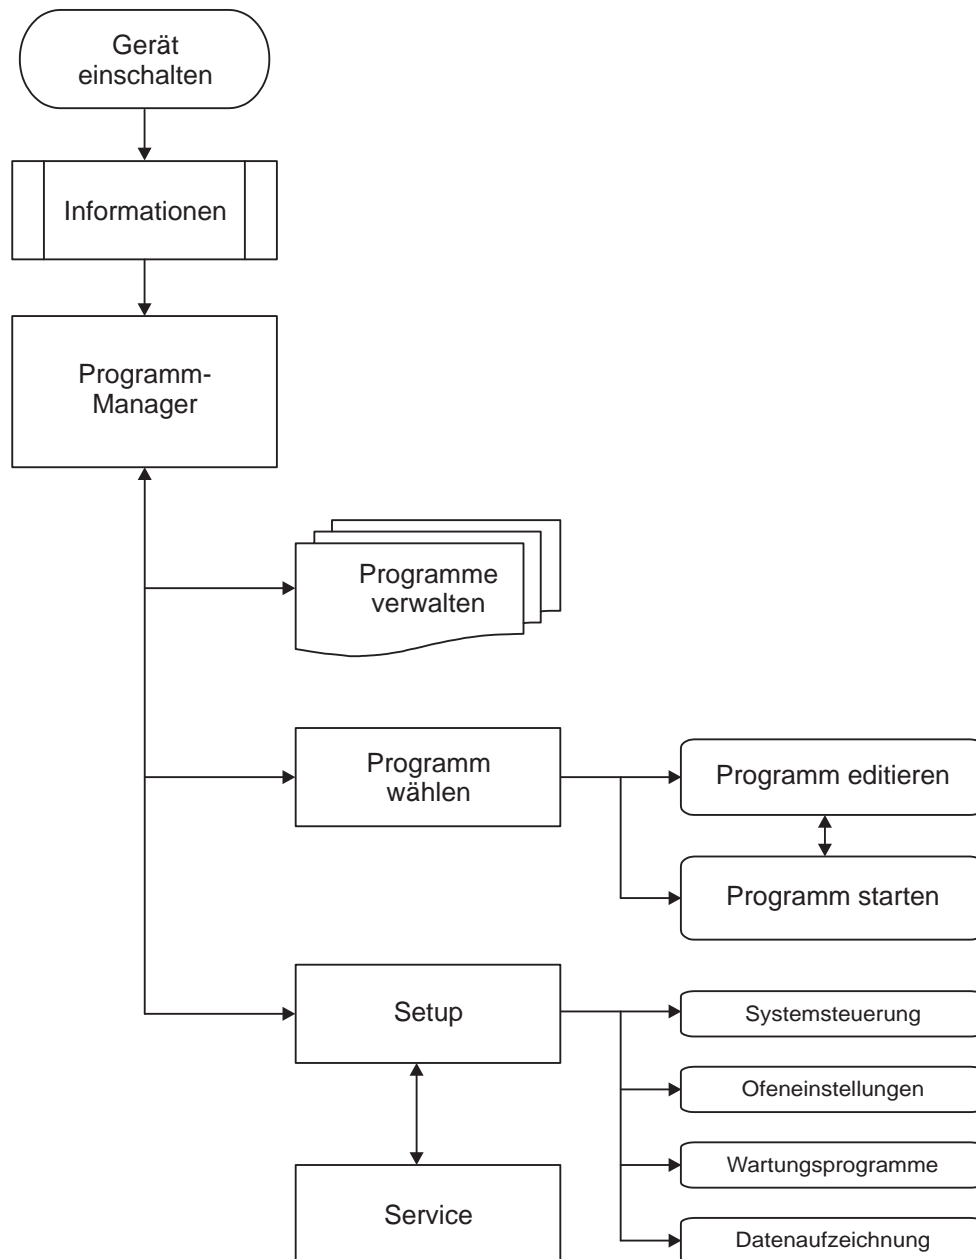 Gerät
einschalten
Informationen
Programm-
Manager
Programme
verwalten
Programm
wählen
Programm editieren
Programm starten
Setup
Systemsteuerung
Ofeneinstellungen
Wartungsprogramme
Service
Datenaufzeichnung